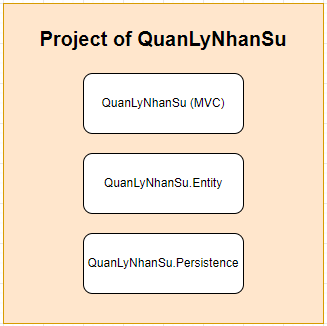 Project of QuanLyNhanSu
QuanLyNhanSu (MVC)
QuanLyNhanSu.Entity
QuanLyNhanSu.Persistence